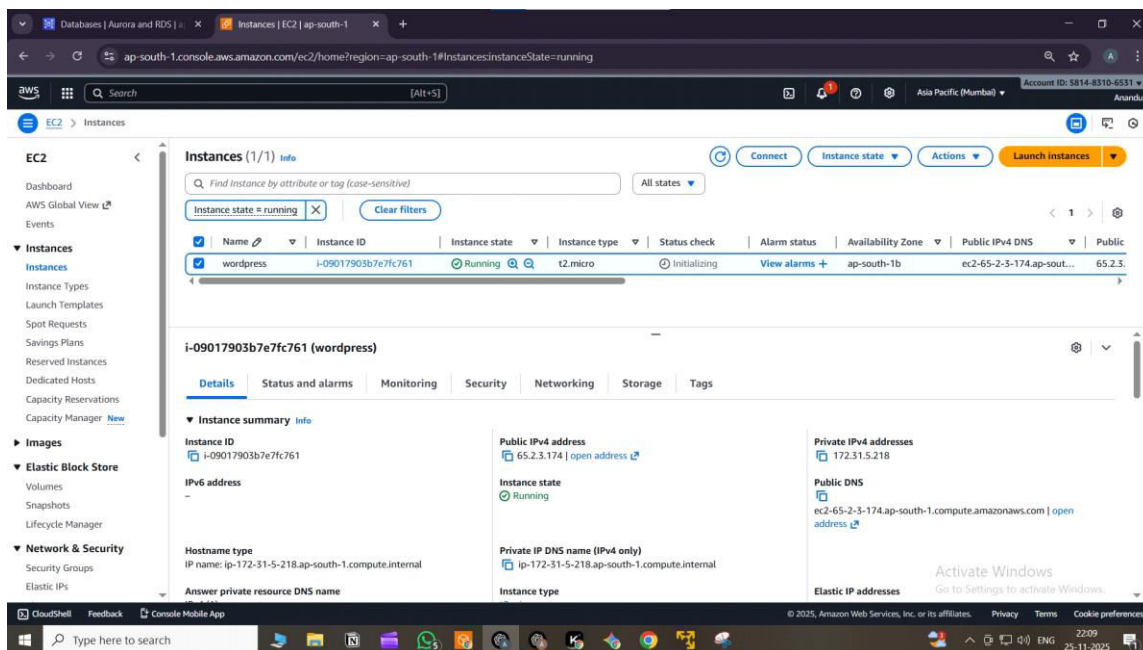 Databases | Aurora and RDS | a
Instances | EC2 | ap-south-1
ap-south-1.console.aws.amazon.com/ec2/home?region=ap-south-1#Instances:instanceState=running
A
aws
Search
[Alt+S]
Asia Pacific (Mumbai)
Account ID: 5814-8310-6531
Anandu
EC2 > Instances
EC2
Dashboard
AWS Global View
Events
Instances
Instances
Instance Types
Launch Templates
Spot Requests
Savings Plans
Reserved Instances
Dedicated Hosts
Capacity Reservations
Capacity Manager New
Images
Elastic Block Store
Volumes
Snapshots
Lifecycle Manager
Network & Security
Security Groups
Elastic IPs
Instances (1/1) Info
Connect
Instance state
Actions
Launch instances
Find Instance by attribute or tag (case-sensitive)
All states
Instance state = running
Clear filters
1
Name Instance ID Instance state Instance type Status check Alarm status Availability Zone Public IPv4 DNS Public
wordpress i-09017903b7e7fc761 Running t2.micro Initializing View alarms + ap-south-1b ec2-65-2-3-174.ap-sout... 65.2.3.
i-09017903b7e7fc761 (wordpress)
Details Status and alarms Monitoring Security Networking Storage Tags
Instance summary Info
Instance ID
i-09017903b7e7fc761
Public IPv4 address
65.2.3.174 | open address
Private IPv4 addresses
172.31.5.218
IPv6 address
–
Instance state
Running
Public DNS
ec2-65-2-3-174.ap-south-1.compute.amazonaws.com | open
address
Hostname type
IP name: ip-172-31-5-218.ap-south-1.compute.internal
Private IP DNS name (IPv4 only)
ip-172-31-5-218.ap-south-1.compute.internal
Answer private resource DNS name
Instance type
Elastic IP addresses
Activate Windows
Go to Settings to activate Windows.
CloudShell Feedback Console Mobile App
© 2025, Amazon Web Services, Inc. or its affiliates. Privacy Terms Cookie preferences
Type here to search
ENG
22:09
25-11-2025